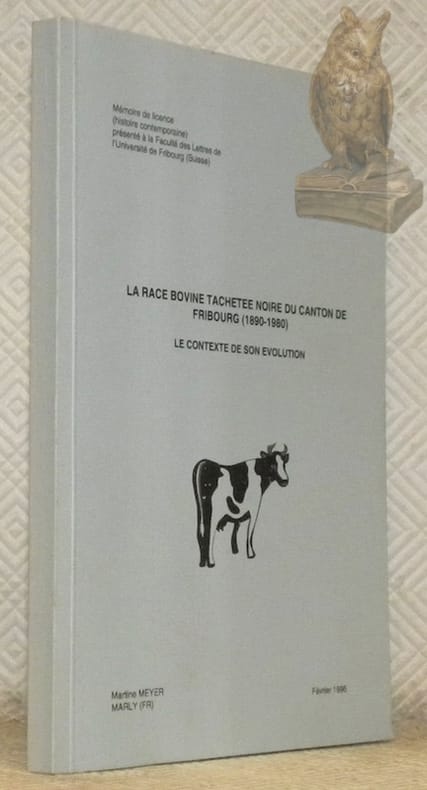 Mémoire de licence
(histoire contemporaine)
présenté à la Faculté des Lettres de
l'Université de Fribourg (Suisse)
LA RACE BOVINE TACHETEE NOIRE DU CANTON DE
FRIBOURG (1890-1980)
LE CONTEXTE DE SON EVOLUTION
Martine MEYER
MARLY (FR)
Février 1996